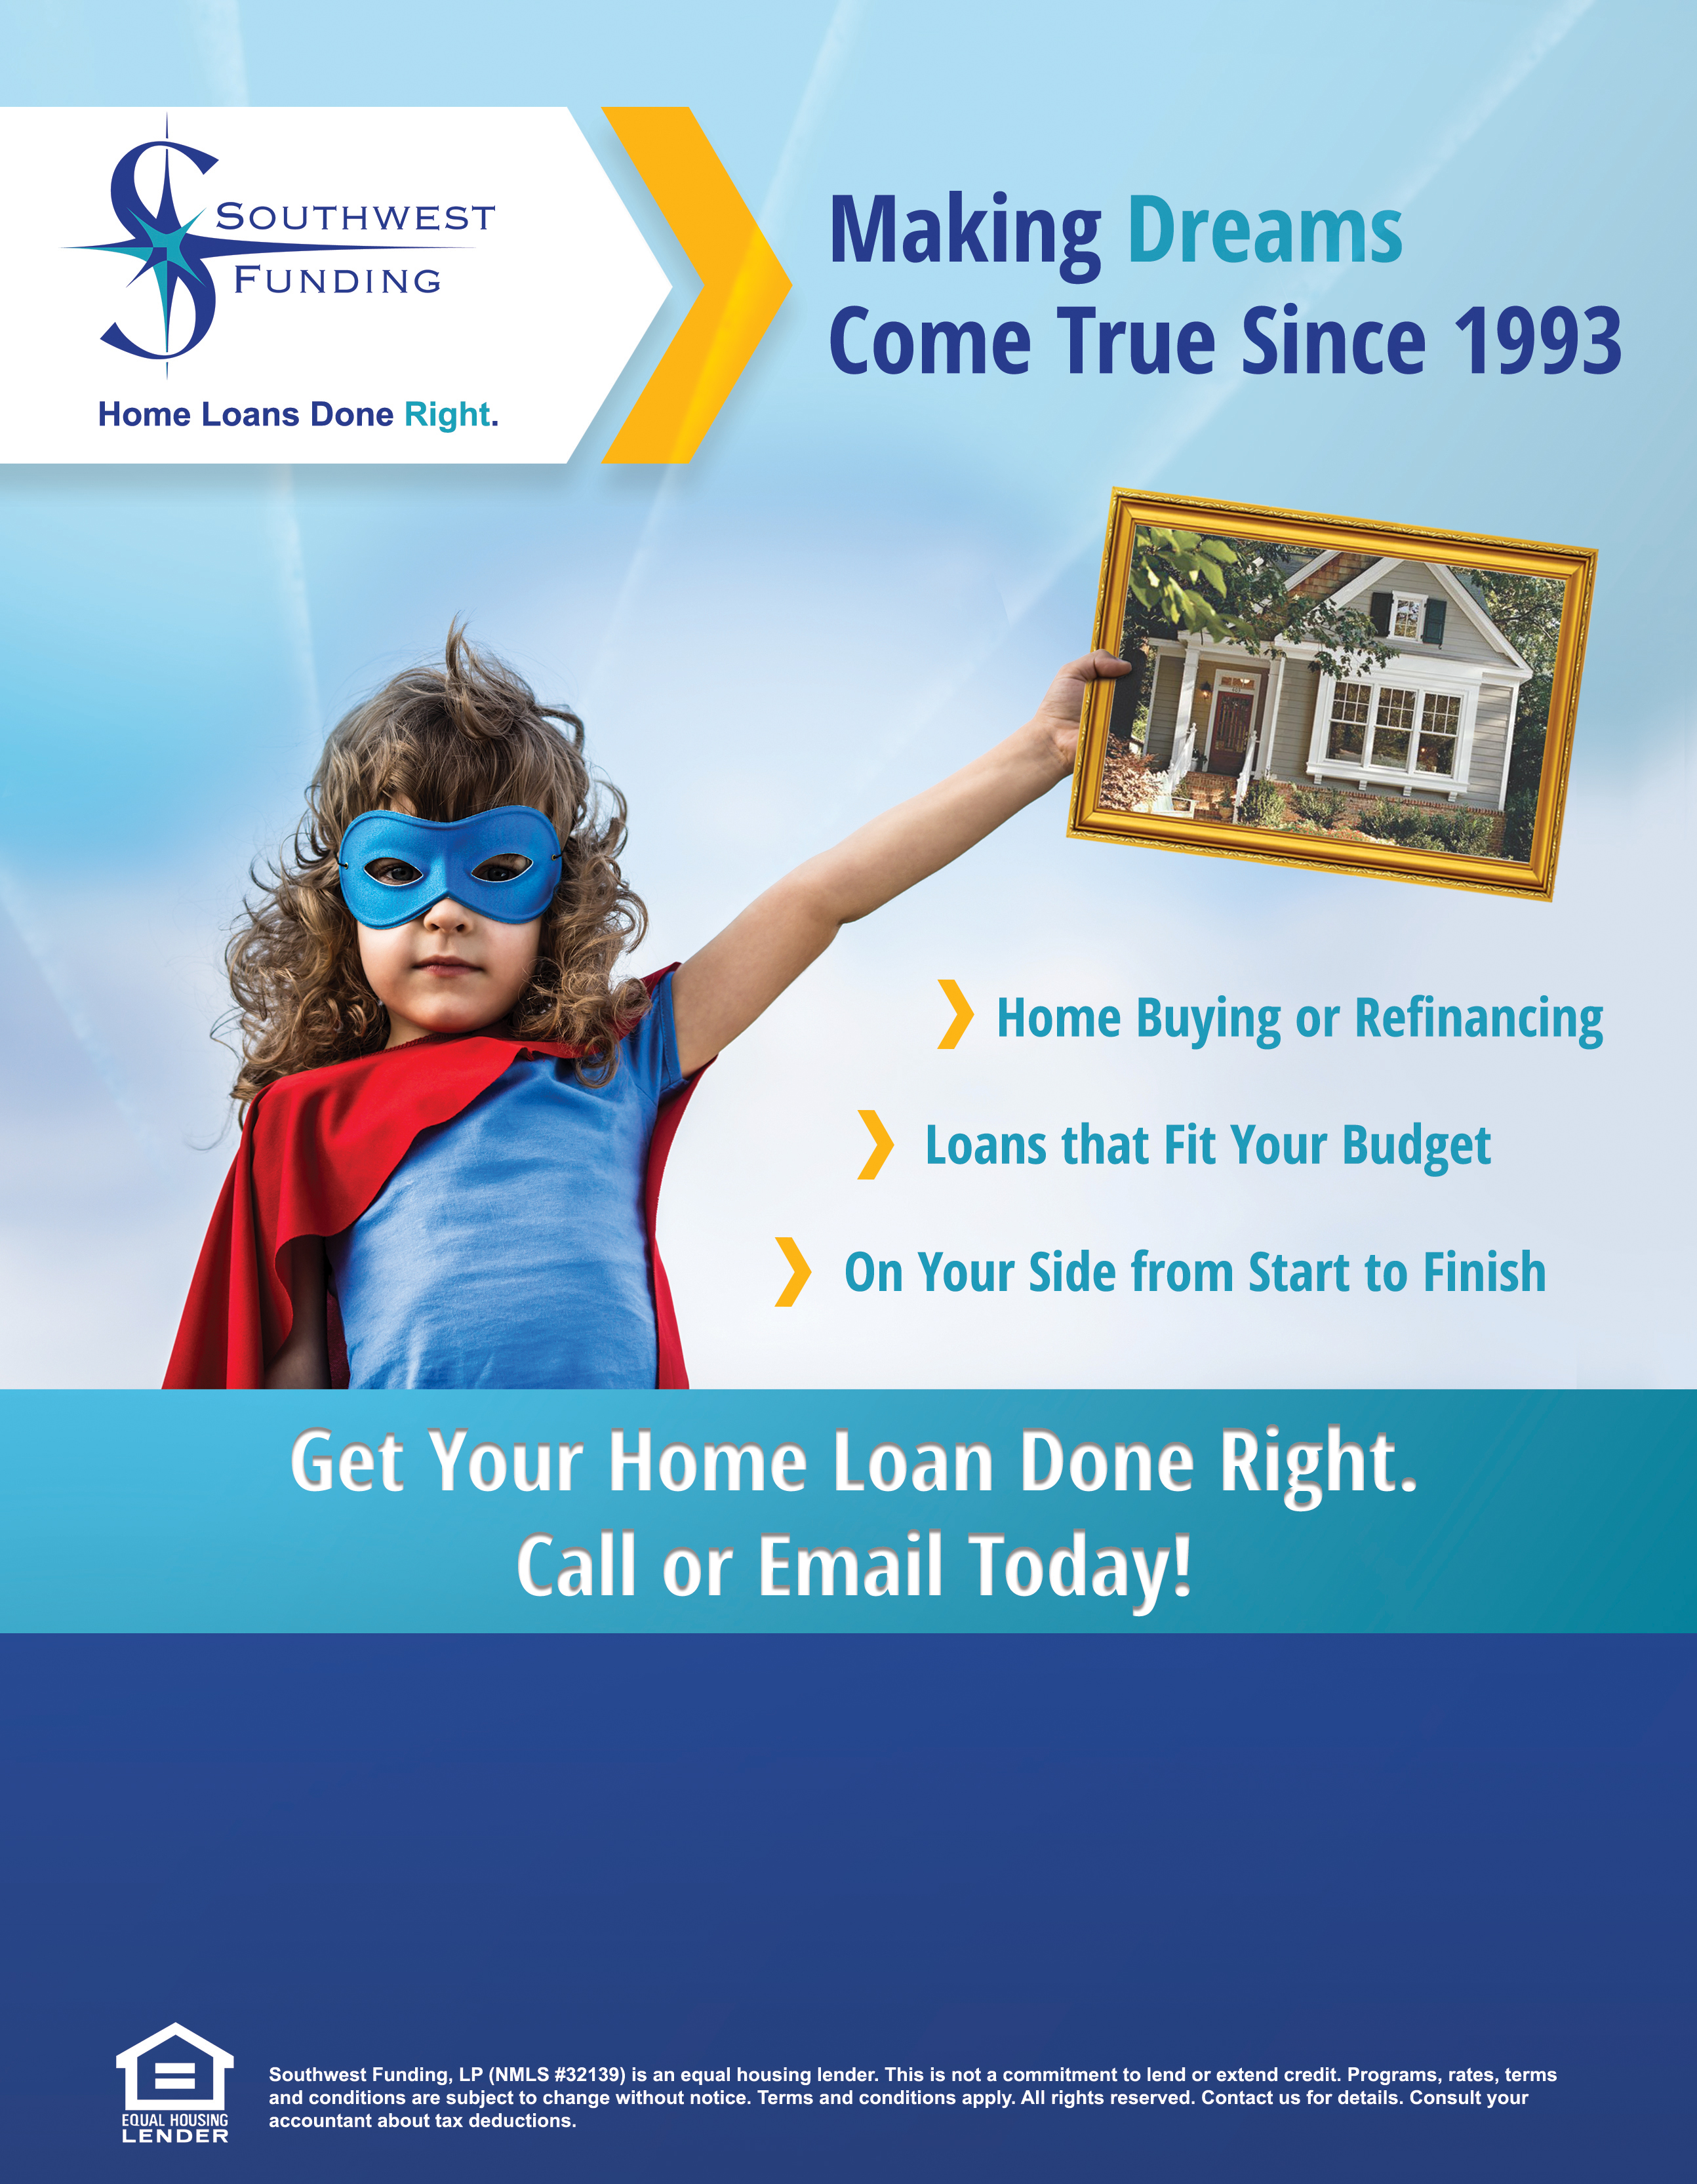 SOUTHWEST
FUNDING
Home Loans Done Right.
Making Dreams
Come True Since 1993
Home Buying or Refinancing
Loans that Fit Your Budget
On Your Side from Start to Finish
Get Your Home Loan Done Right.
Call or Email Today!
EQUAL HOUSING
LENDER
Southwest Funding, LP (NMLS #32139) is an equal housing lender. This is not a commitment to lend or extend credit. Programs, rates, terms
and conditions are subject to change without notice. Terms and conditions apply. All rights reserved. Contact us for details. Consult your
accountant about tax deductions.